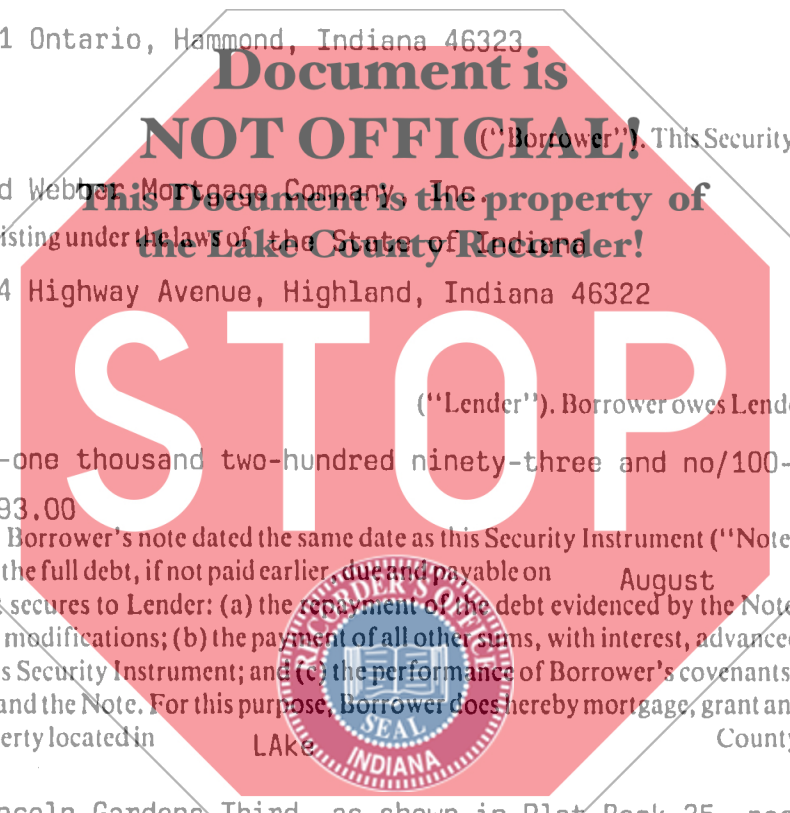 1 Ontario, Hammond, Indiana 46323
Document is
NOT OFFICIAL!
("Borrower"). This Security
d Webber Mortgage Company, Inc.
This Document is the property of
isting under the laws of the State of Indiana
the Lake County Recorder!
4 Highway Avenue, Highland, Indiana 46322
STOP
("Lender"). Borrower owes Lend
-one thousand two-hundred ninety-three and no/100-
93.00
Borrower's note dated the same date as this Security Instrument ("Note
the full debt, if not paid earlier, due and payable on August
secures to Lender: (a) the repayment of the debt evidenced by the Note
modifications; (b) the payment of all other sums, with interest, advance
s Security Instrument; and (c) the performance of Borrower's covenants
and the Note. For this purpose, Borrower does hereby mortgage, grant an
erty located in LAke County
RECORDER'S OFFICE
SEAL
INDIANA
Gardens Third, as shown in Plat Book 35